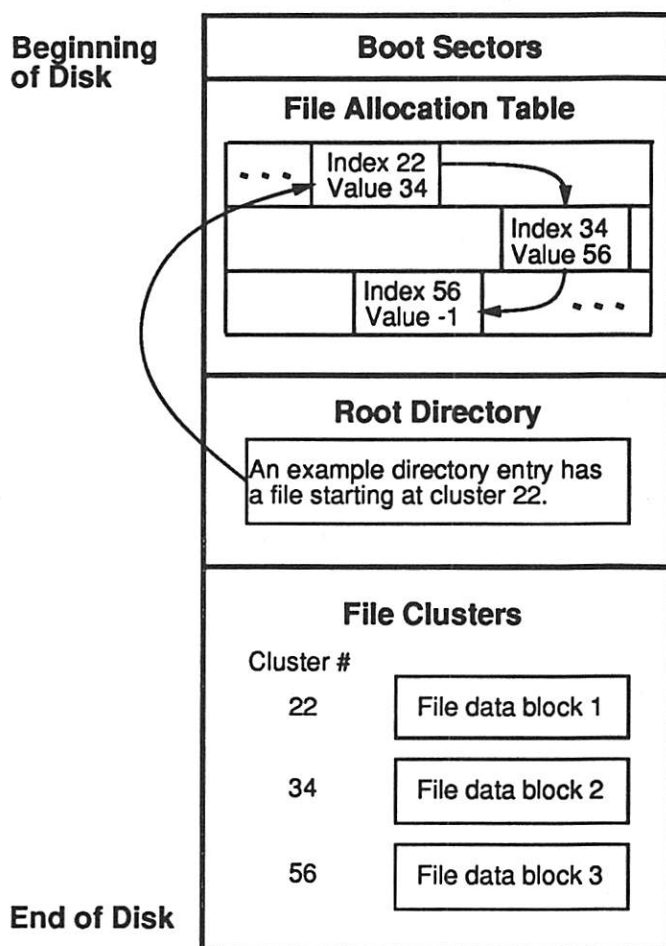 Beginning
of Disk
Boot Sectors
File Allocation Table
. . .
Index 22
Value 34
Index 34
Value 56
Index 56
Value -1
. . .
Root Directory
An example directory entry has
a file starting at cluster 22.
File Clusters
Cluster #
22
File data block 1
34
File data block 2
56
File data block 3
End of Disk